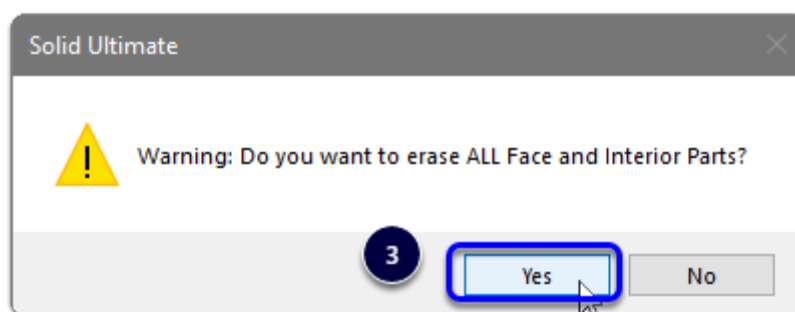 Solid Ultimate
Warning: Do you want to erase ALL Face and Interior Parts?
3
Yes
No